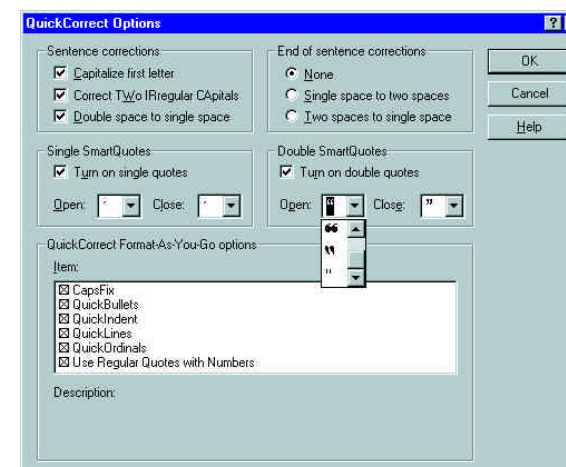 QuickCorrect Options
?
Sentence corrections
Capitalize first letter
Correct TWo IRregular CApitals
Double space to single space
End of sentence corrections
None
Single space to two spaces
Two spaces to single space
OK
Cancel
Help
Single SmartQuotes
Turn on single quotes
Open: ‘ Close: ’
Double SmartQuotes
Turn on double quotes
Open: “ Close: ”
QuickCorrect Format-As-You-Go options
Item:
CapsFix
QuickBullets
QuickIndent
QuickLines
QuickOrdinals
Use Regular Quotes with Numbers
Description: